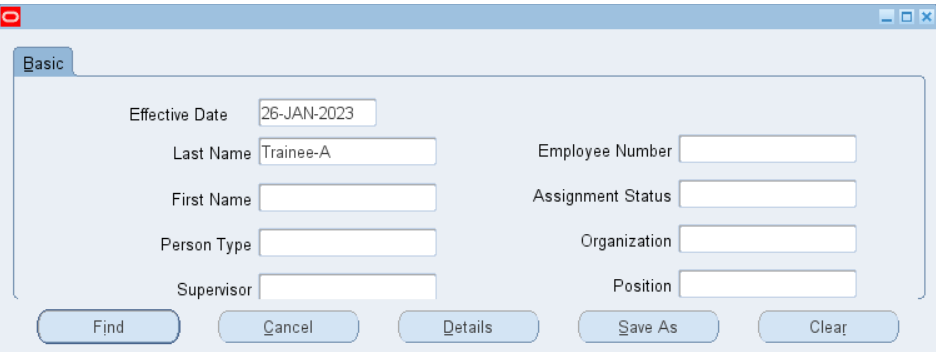 Basic
Effective Date 26-JAN-2023
Last Name Trainee-A Employee Number
First Name Assignment Status
Person Type Organization
Supervisor Position
Find Cancel Details Save As Clear